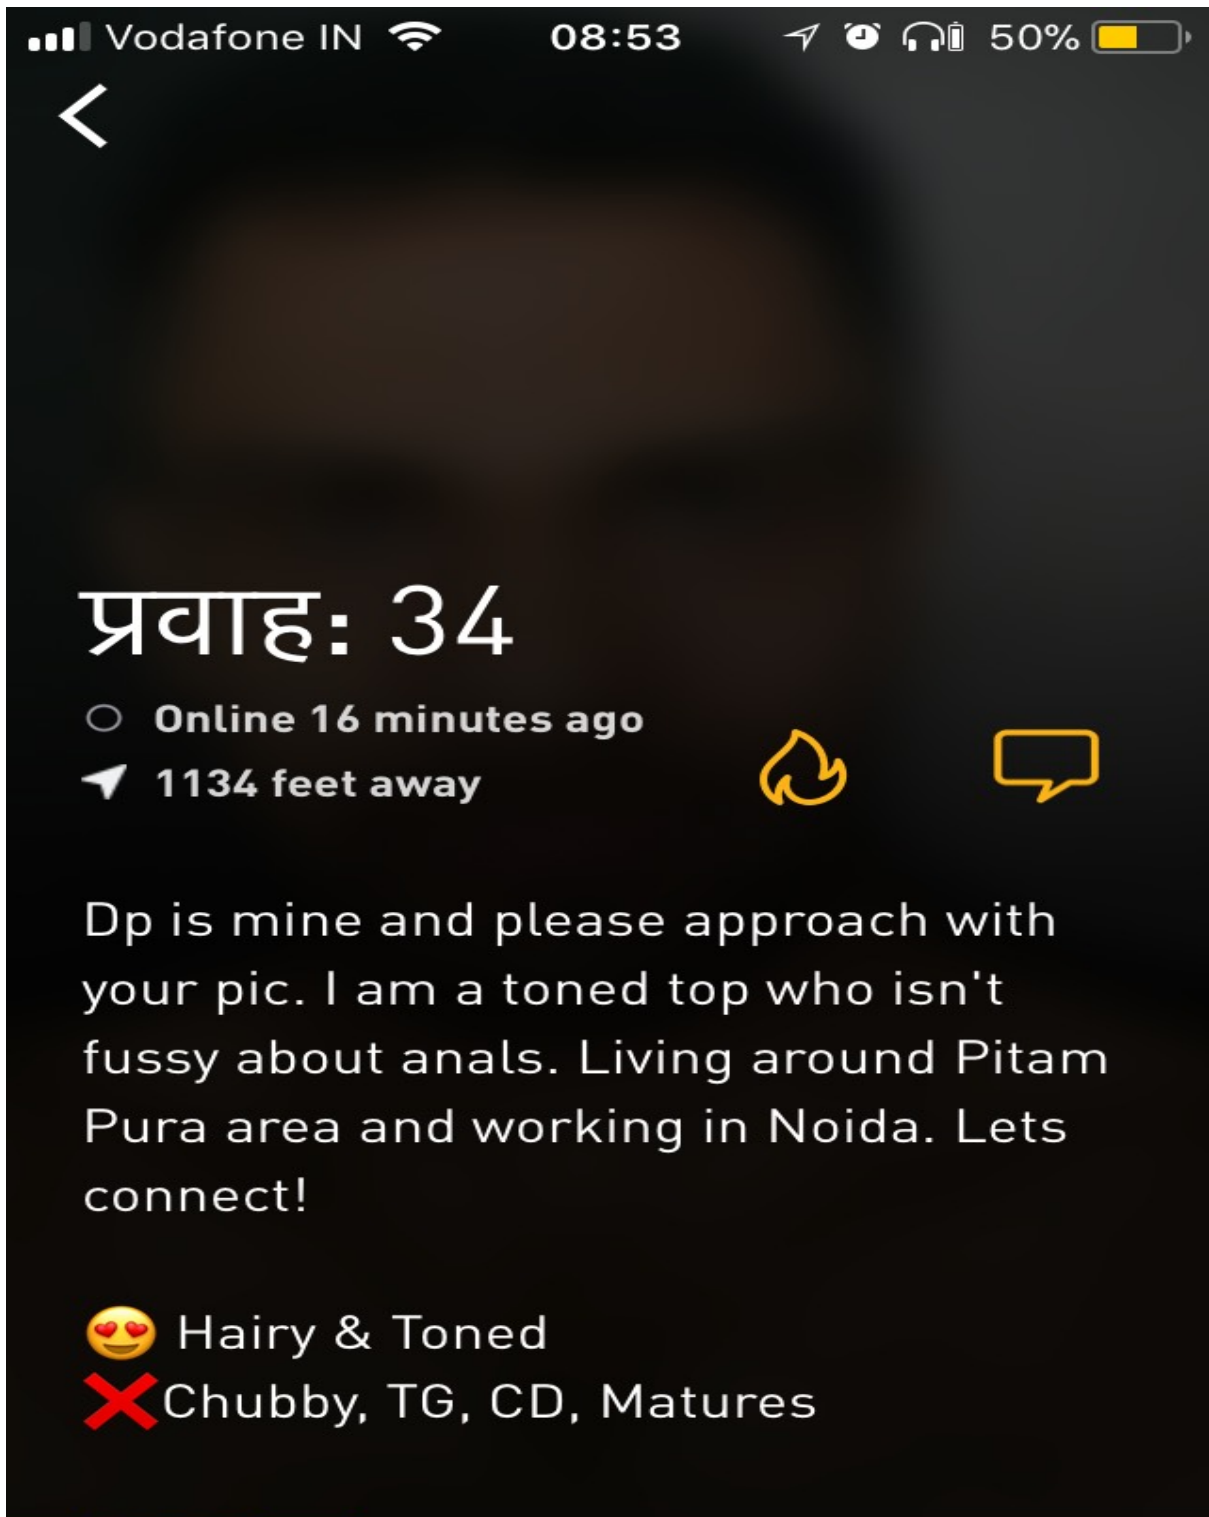 Vodafone IN 08:53 50%
प्रवाह: 34
Online 16 minutes ago
1134 feet away
Dp is mine and please approach with
your pic. I am a toned top who isn't
fussy about anals. Living around Pitam
Pura area and working in Noida. Lets
connect!
😍 Hairy & Toned
❌Chubby, TG, CD, Matures